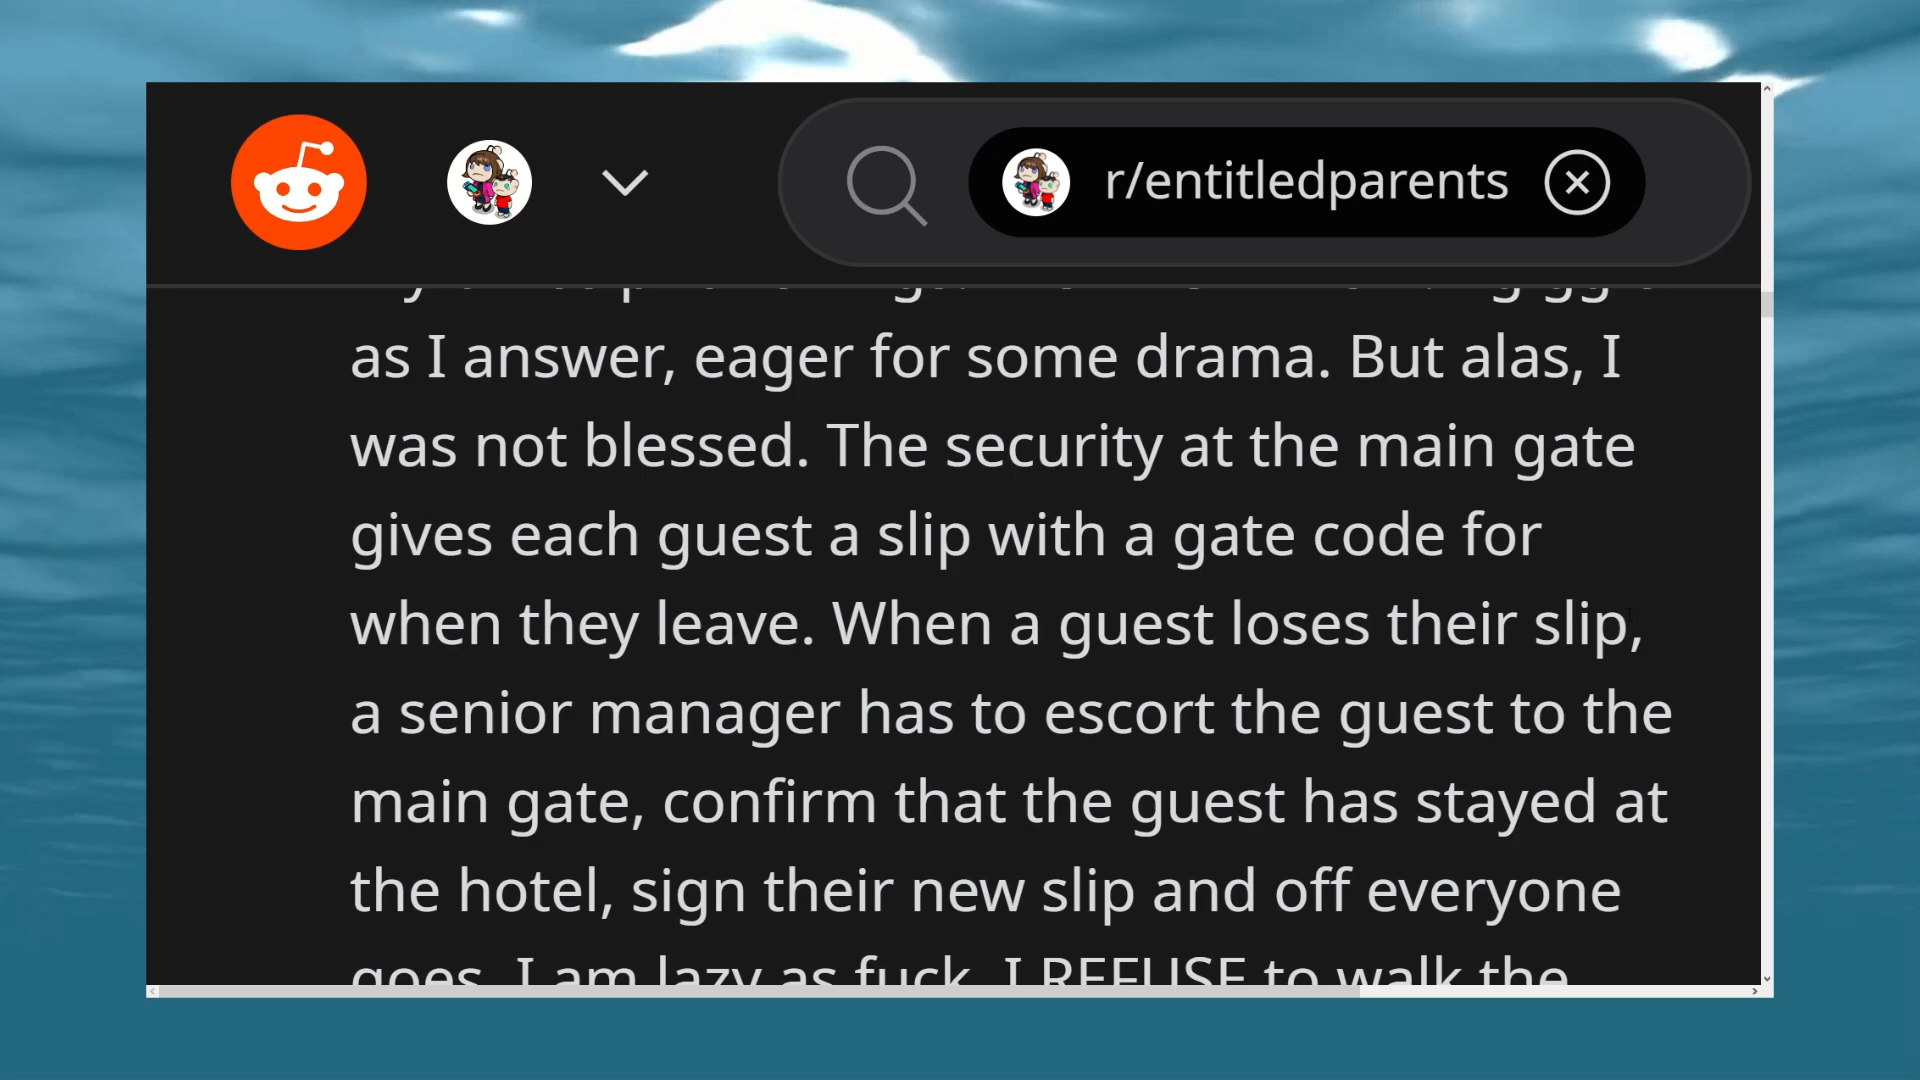 r/entitledparents
as I answer, eager for some drama. But alas, I
was not blessed. The security at the main gate
gives each guest a slip with a gate code for
when they leave. When a guest loses their slip,
a senior manager has to escort the guest to the
main gate, confirm that the guest has stayed at
the hotel, sign their new slip and off everyone
goes. I am lazy as fuck. I REFUSE to walk the